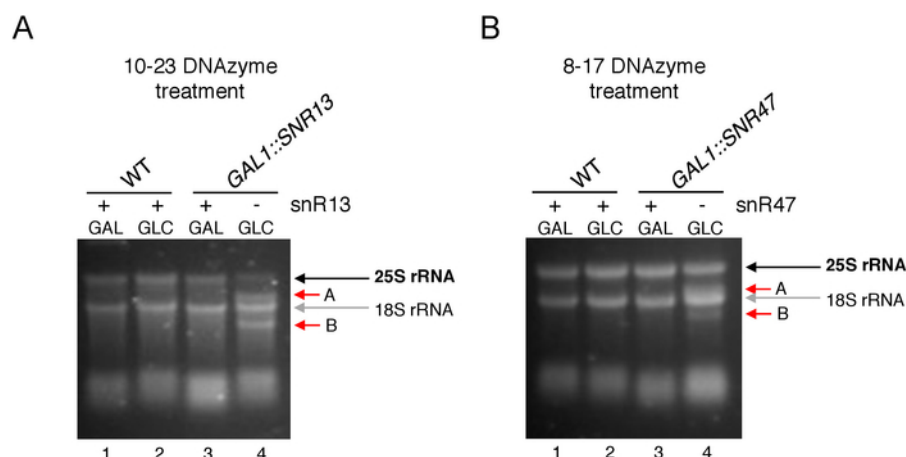 A
10-23 DNAzyme
treatment
WT
GAL1::SNR13
+ + + - snR13
GAL GLC GAL GLC
25S rRNA
A
18S rRNA
B
1 2 3 4
B
8-17 DNAzyme
treatment
WT
GAL1::SNR47
+ + + - snR47
GAL GLC GAL GLC
25S rRNA
A
18S rRNA
B
1 2 3 4